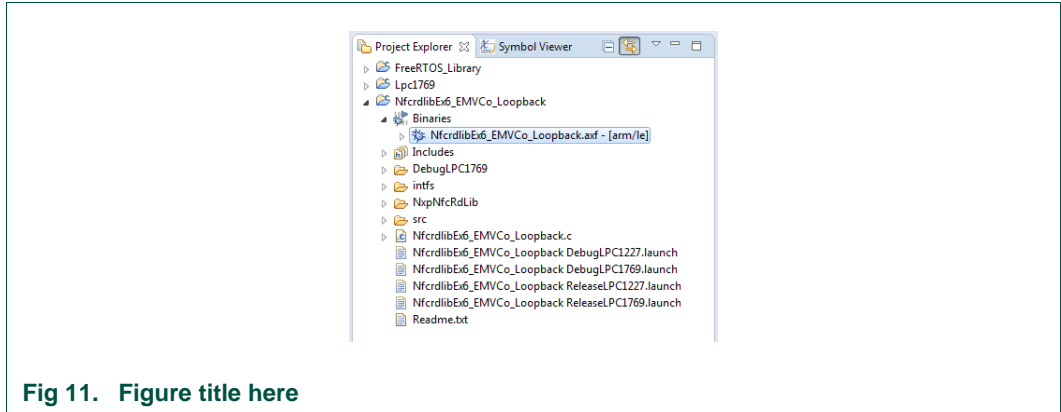 Project Explorer Symbol Viewer
FreeRTOS_Library
Lpc1769
NfcrdlibEx6_EMVCo_Loopback
Binaries
NfcrdlibEx6_EMVCo_Loopback.axf - [arm/le]
Includes
DebugLPC1769
intfs
NxpNfcRdLib
src
NfcrdlibEx6_EMVCo_Loopback.c
NfcrdlibEx6_EMVCo_Loopback DebugLPC1227.launch
NfcrdlibEx6_EMVCo_Loopback DebugLPC1769.launch
NfcrdlibEx6_EMVCo_Loopback ReleaseLPC1227.launch
NfcrdlibEx6_EMVCo_Loopback ReleaseLPC1769.launch
Readme.txt
Fig 11. Figure title here